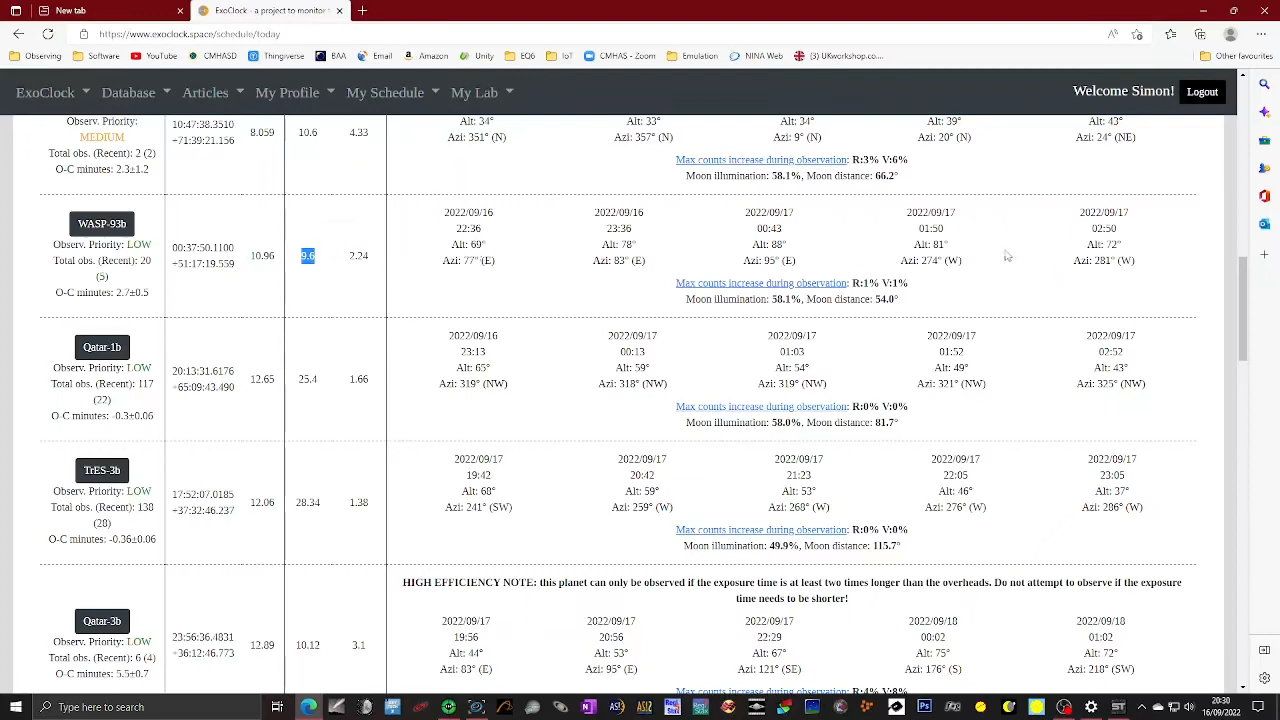 New tab
ExoClock - a project to monitor t
https://www.exoclock.space/schedule/today
Observing
Software
YouTube
CMHASD
Thingiverse
BAA
Email
Amazon
Unity
EQ6
IoT
CMHAS - Zoom
Emulation
NINA Web
(3) UKworkshop.co....
Other favourites
ExoClock
Database
Articles
My Profile
My Schedule
My Lab
Welcome Simon!
Logout
Observ. Priority:
MEDIUM
Total obs. (Recent): 2 (2)
O-C minutes: 2.3±1.2
10:47:38.3510
+71:39:21.156
8.059
10.6
4.33
Alt: 34°
Azi: 351° (N)
Alt: 33°
Azi: 357° (N)
Alt: 34°
Azi: 9° (N)
Alt: 39°
Azi: 20° (N)
Alt: 43°
Azi: 24° (NE)
Max counts increase during observation: R:3% V:6%
Moon illumination: 58.1%, Moon distance: 66.2°
WASP-93b
Observ. Priority: LOW
Total obs. (Recent): 20
(5)
O-C minutes: 2.7±0.5
00:37:50.1100
+51:17:19.559
10.96
9.6
2.24
2022/09/16
22:36
Alt: 69°
Azi: 77° (E)
2022/09/16
23:36
Alt: 78°
Azi: 83° (E)
2022/09/17
00:43
Alt: 88°
Azi: 95° (E)
2022/09/17
01:50
Alt: 81°
Azi: 274° (W)
2022/09/17
02:50
Alt: 72°
Azi: 281° (W)
Max counts increase during observation: R:1% V:1%
Moon illumination: 58.1%, Moon distance: 54.0°
Qatar-1b
Observ. Priority: LOW
Total obs. (Recent): 117
(22)
O-C minutes: -0.3±0.06
20:13:31.6176
+65:09:43.490
12.65
25.4
1.66
2022/09/16
23:13
Alt: 65°
Azi: 319° (NW)
2022/09/17
00:13
Alt: 59°
Azi: 318° (NW)
2022/09/17
01:03
Alt: 54°
Azi: 319° (NW)
2022/09/17
01:52
Alt: 49°
Azi: 321° (NW)
2022/09/17
02:52
Alt: 43°
Azi: 325° (NW)
Max counts increase during observation: R:0% V:0%
Moon illumination: 58.0%, Moon distance: 81.7°
TrES-3b
Observ. Priority: LOW
Total obs. (Recent): 138
(28)
O-C minutes: -0.36±0.06
17:52:07.0185
+37:32:46.237
12.06
28.34
1.38
2022/09/17
19:42
Alt: 68°
Azi: 241° (SW)
2022/09/17
20:42
Alt: 59°
Azi: 259° (W)
2022/09/17
21:23
Alt: 53°
Azi: 268° (W)
2022/09/17
22:05
Alt: 46°
Azi: 276° (W)
2022/09/17
23:05
Alt: 37°
Azi: 286° (W)
Max counts increase during observation: R:0% V:0%
Moon illumination: 49.9%, Moon distance: 115.7°
HIGH EFFICIENCY NOTE: this planet can only be observed if the exposure time is at least two times longer than the overheads. Do not attempt to observe if the exposure
time needs to be shorter!
Qatar-3b
Observ. Priority: LOW
Total obs. (Recent): 6 (4)
O-C minutes: 5.5±0.7
23:56:36.4831
+36:12:46.773
12.89
10.12
3.1
2022/09/17
19:56
Alt: 44°
Azi: 83° (E)
2022/09/17
20:56
Alt: 53°
Azi: 95° (E)
2022/09/17
22:29
Alt: 67°
Azi: 121° (SE)
2022/09/18
00:02
Alt: 75°
Azi: 176° (S)
2022/09/18
01:02
Alt: 72°
Azi: 218° (SW)
Max counts increase during observation: R:4% V:8%
Type here to search
20:30
16/09/2022